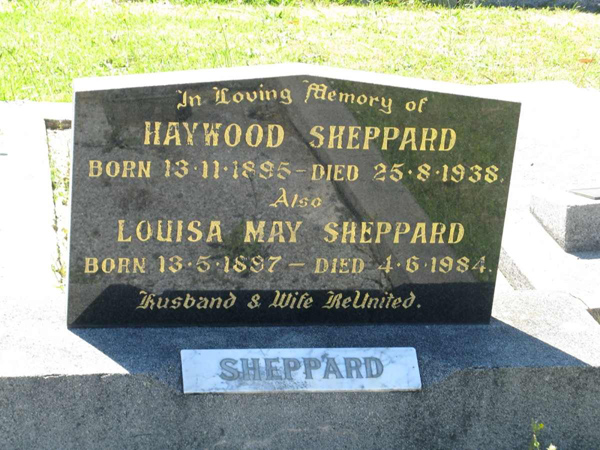 In Loving Memory of
HAYWOOD SHEPPARD
BORN 13·11·1895 – DIED 25·8·1938.
Also
LOUISA MAY SHEPPARD
BORN 13·5·1897 – DIED 4·6·1984.
Husband & Wife ReUnited.
SHEPPARD